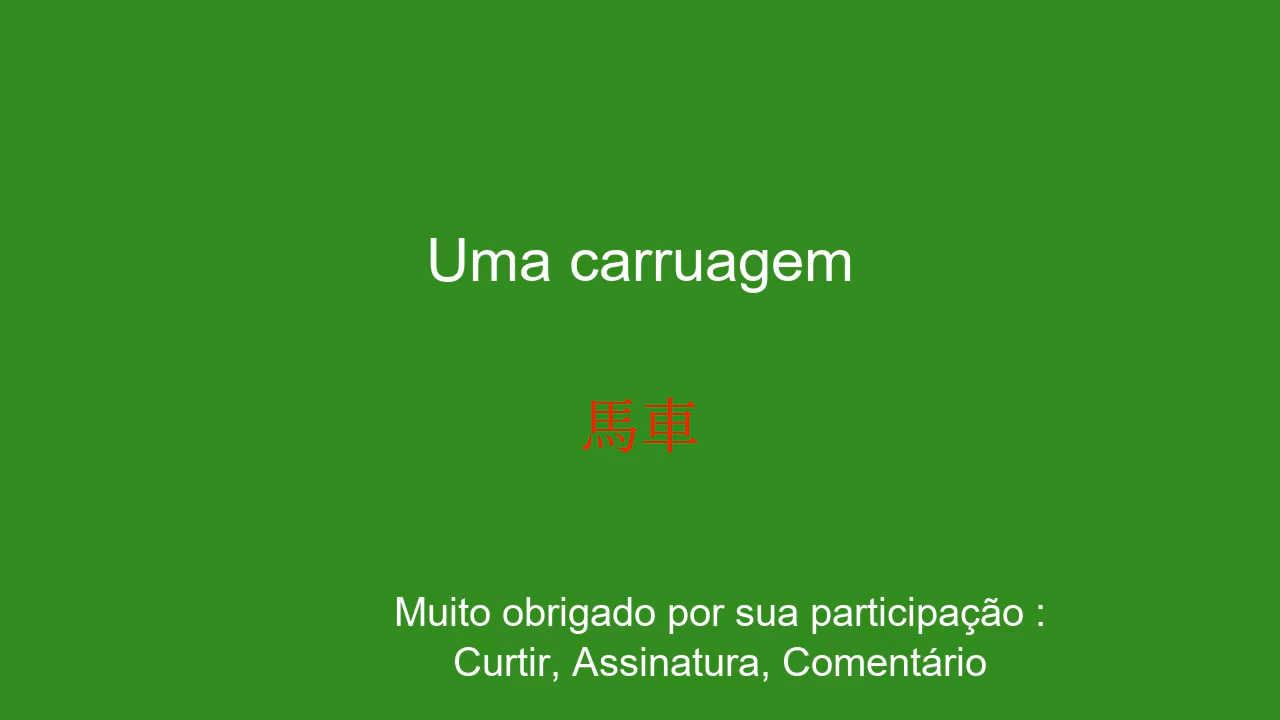 Uma carruagem
馬車
Muito obrigado por sua participação :
Curtir, Assinatura, Comentário